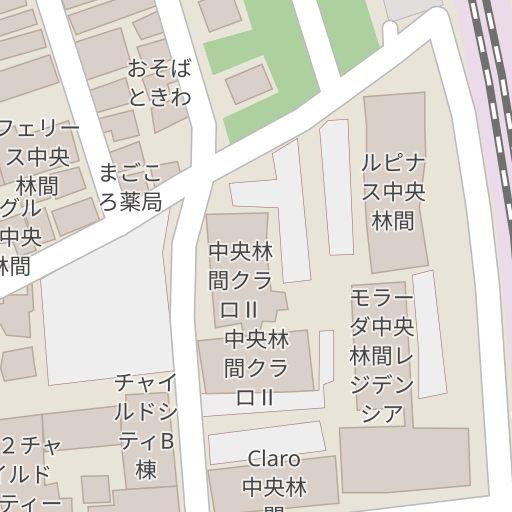 おそば
ときわ
フェリー
ス中央
林間
グル
中央
林間
まごこ
ろ薬局
ルピナ
ス中央
林間
中央林
間クラ
ロⅡ
中央林
間クラ
ロⅡ
モラー
ダ中央
林間レ
ジデン
シア
チャイ
ルドシ
ティB
棟
2チャ
イルド
ティー
Claro
中央林
間